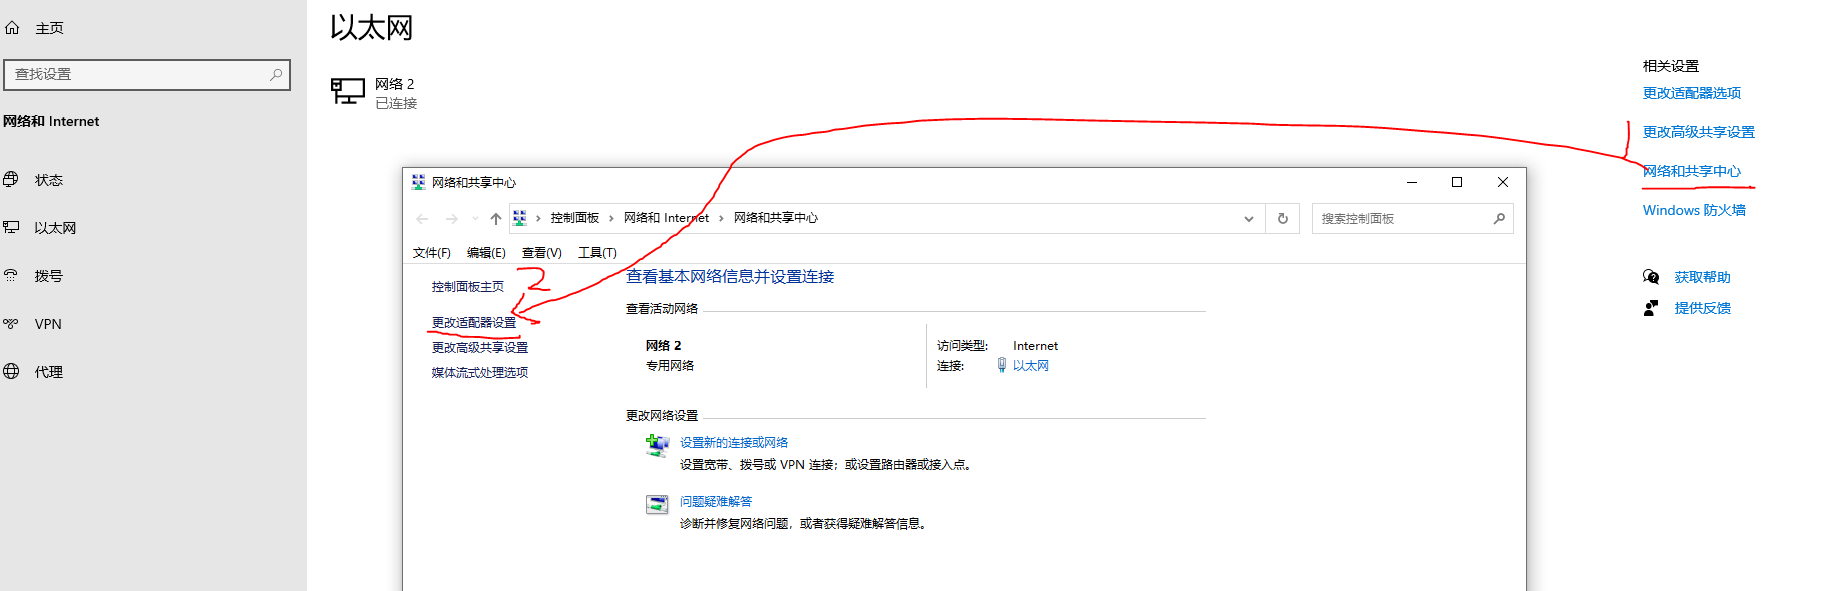 主页
查找设置
网络和 Internet
状态
以太网
拨号
VPN
代理
以太网
网络 2
已连接
相关设置
更改适配器选项
更改高级共享设置
网络和共享中心
Windows 防火墙
获取帮助
提供反馈
网络和共享中心
控制面板 › 网络和 Internet › 网络和共享中心
搜索控制面板
文件(F) 编辑(E) 查看(V) 工具(T)
控制面板主页
2
更改适配器设置
更改高级共享设置
媒体流式处理选项
查看基本网络信息并设置连接
查看活动网络
网络 2
专用网络
访问类型: Internet
连接: 以太网
更改网络设置
设置新的连接或网络
设置宽带、拨号或 VPN 连接；或设置路由器或接入点。
问题疑难解答
诊断并修复网络问题，或者获得疑难解答信息。